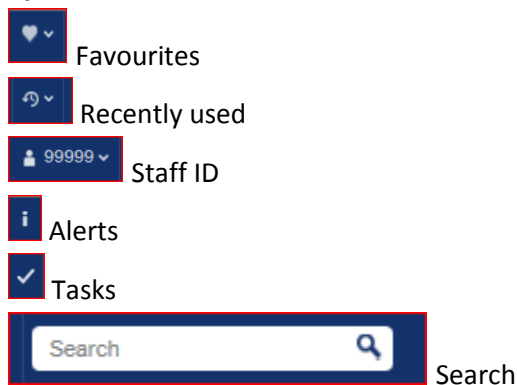 Favourites
Recently used
99999 Staff ID
i Alerts
Tasks
Search Search